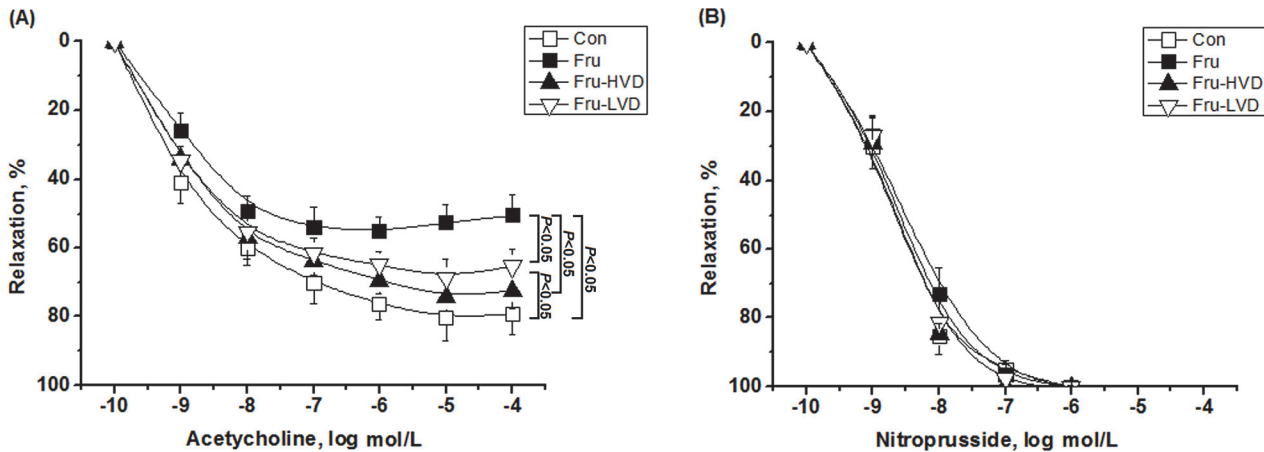 (A)
Con
Fru
Fru-HVD
Fru-LVD
0
20
40
60
80
100
Relaxation, %
-10 -9 -8 -7 -6 -5 -4
Acetycholine, log mol/L
P<0.05
P<0.05
P<0.05
P<0.05
(B)
Con
Fru
Fru-HVD
Fru-LVD
0
20
40
60
80
100
Relaxation, %
-10 -9 -8 -7 -6 -5 -4
Nitroprusside, log mol/L